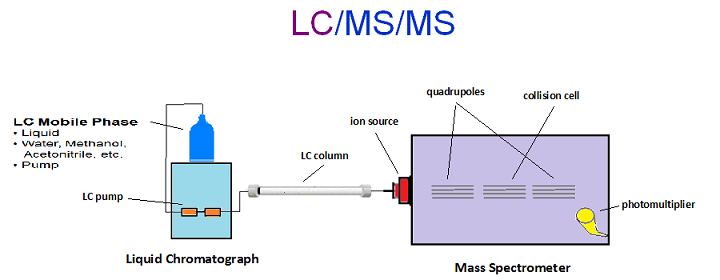 LC/MS/MS
LC Mobile Phase
• Liquid
• Water, Methanol,
Acetonitrile, etc.
• Pump
LC pump
Liquid Chromatograph
LC column
ion source
quadrupoles
collision cell
photomultiplier
Mass Spectrometer